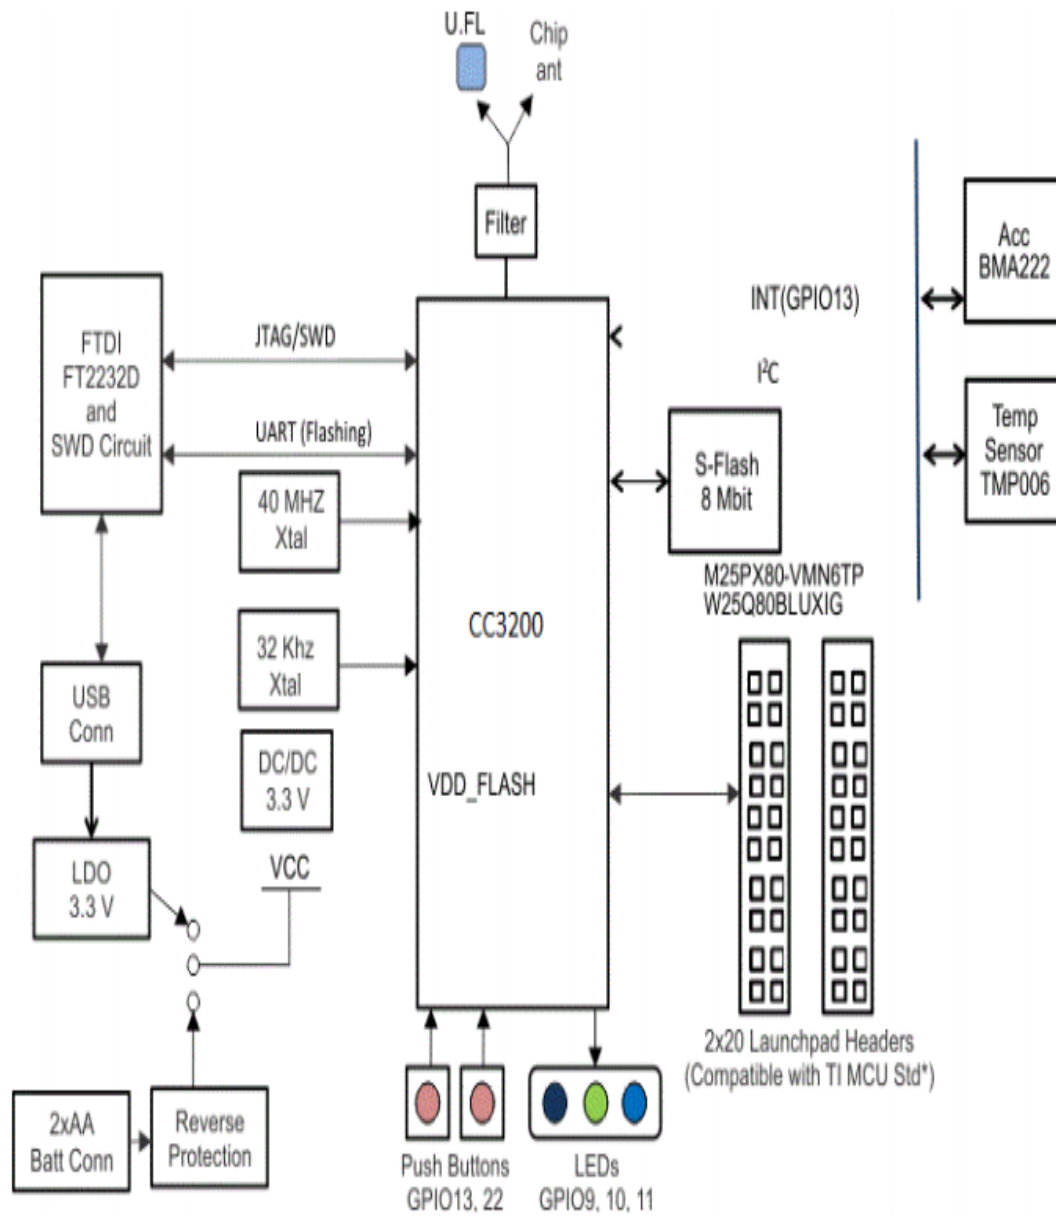 U.FL
Chip
ant
Filter
Acc
BMA222
INT(GPIO13)
FTDI
FT2232D
and
SWD Circuit
JTAG/SWD
I²C
UART (Flashing)
Temp
Sensor
TMP006
S-Flash
8 Mbit
40 MHZ
Xtal
M25PX80-VMN6TP
W25Q80BLUXIG
CC3200
32 Khz
Xtal
USB
Conn
DC/DC
3.3 V
VDD_FLASH
LDO
3.3 V
VCC
2x20 Launchpad Headers
(Compatible with TI MCU Std*)
2xAA
Batt Conn
Reverse
Protection
Push Buttons
GPIO13, 22
LEDs
GPIO9, 10, 11